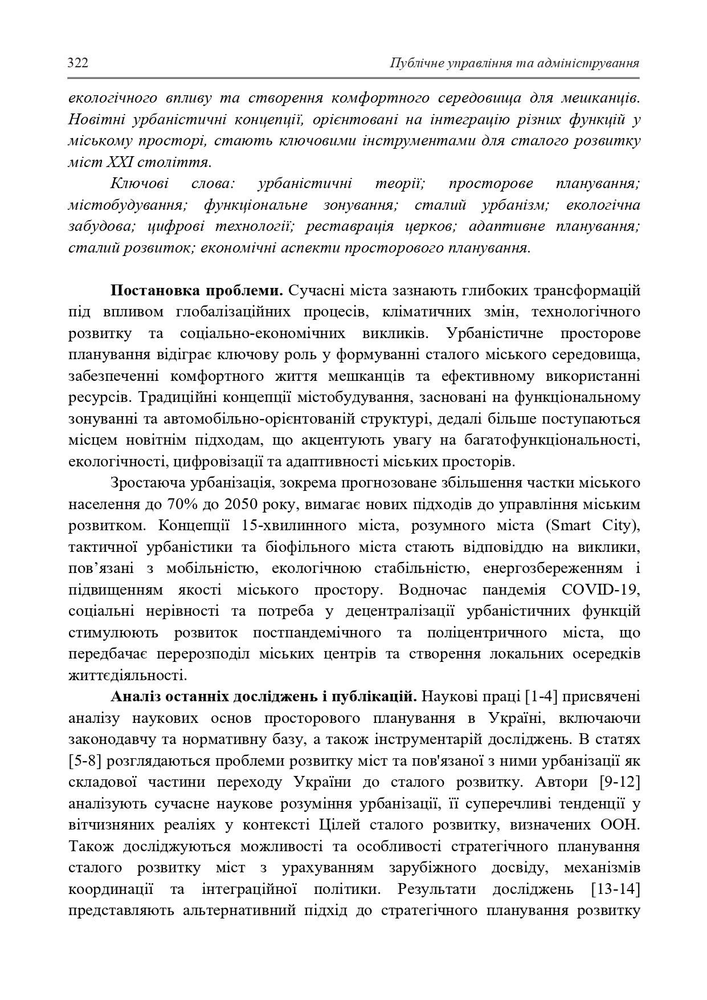 322 Публічне управління та адміністрування
екологічного впливу та створення комфортного середовища для мешканців.
Новітні урбаністичні концепції, орієнтовані на інтеграцію різних функцій у
міському просторі, стають ключовими інструментами для сталого розвитку
міст XXI століття.
Ключові слова: урбаністичні теорії; просторове планування;
містобудування; функціональне зонування; сталий урбанізм; екологічна
забудова; цифрові технології; реставрація церков; адаптивне планування;
сталий розвиток; економічні аспекти просторового планування.
Постановка проблеми. Сучасні міста зазнають глибоких трансформацій
під впливом глобалізаційних процесів, кліматичних змін, технологічного
розвитку та соціально-економічних викликів. Урбаністичне просторове
планування відіграє ключову роль у формуванні сталого міського середовища,
забезпеченні комфортного життя мешканців та ефективному використанні
ресурсів. Традиційні концепції містобудування, засновані на функціональному
зонуванні та автомобільно-орієнтованій структурі, дедалі більше поступаються
місцем новітнім підходам, що акцентують увагу на багатофункціональності,
екологічності, цифровізації та адаптивності міських просторів.
Зростаюча урбанізація, зокрема прогнозоване збільшення частки міського
населення до 70% до 2050 року, вимагає нових підходів до управління міським
розвитком. Концепції 15-хвилинного міста, розумного міста (Smart City),
тактичної урбаністики та біофільного міста стають відповіддю на виклики,
пов’язані з мобільністю, екологічною стабільністю, енергозбереженням і
підвищенням якості міського простору. Водночас пандемія COVID-19,
соціальні нерівності та потреба у децентралізації урбаністичних функцій
стимулюють розвиток постпандемічного та поліцентричного міста, що
передбачає перерозподіл міських центрів та створення локальних осередків
життєдіяльності.
Аналіз останніх досліджень і публікацій. Наукові праці [1-4] присвячені
аналізу наукових основ просторового планування в Україні, включаючи
законодавчу та нормативну базу, а також інструментарій досліджень. В статях
[5-8] розглядаються проблеми розвитку міст та пов'язаної з ними урбанізації як
складової частини переходу України до сталого розвитку. Автори [9-12]
аналізують сучасне наукове розуміння урбанізації, її суперечливі тенденції у
вітчизняних реаліях у контексті Цілей сталого розвитку, визначених ООН.
Також досліджуються можливості та особливості стратегічного планування
сталого розвитку міст з урахуванням зарубіжного досвіду, механізмів
координації та інтеграційної політики. Результати досліджень [13-14]
представляють альтернативний підхід до стратегічного планування розвитку